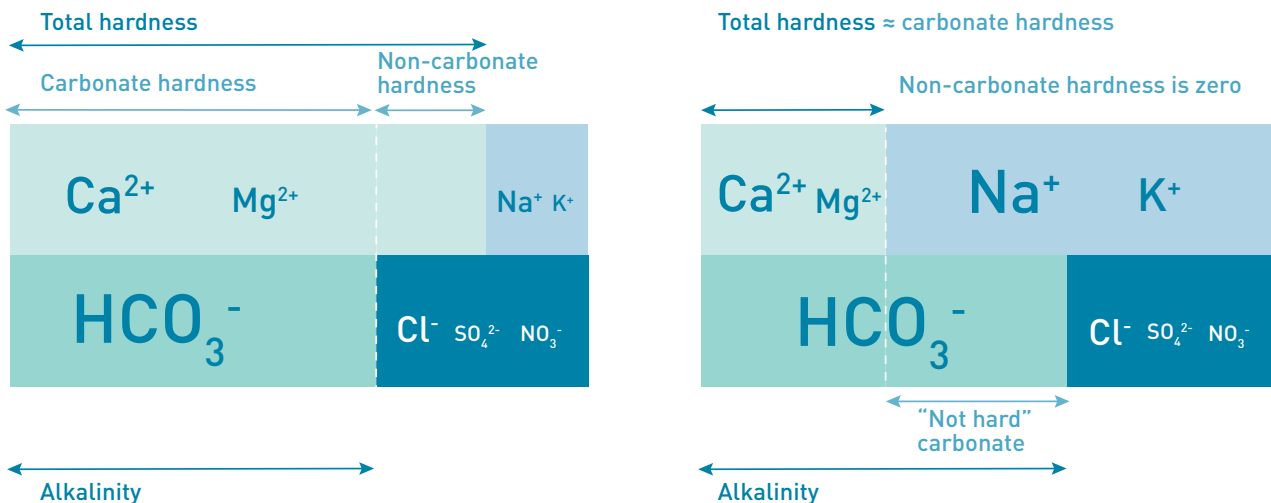 Total hardness
Non-carbonate
hardness
Carbonate hardness
Ca²⁺ Mg²⁺
Na⁺ K⁺
HCO₃⁻
Cl⁻ SO₄²⁻ NO₃⁻
Alkalinity
Total hardness ≈ carbonate hardness
Non-carbonate hardness is zero
Ca²⁺ Mg²⁺
Na⁺ K⁺
HCO₃⁻
Cl⁻ SO₄²⁻ NO₃⁻
“Not hard”
carbonate
Alkalinity